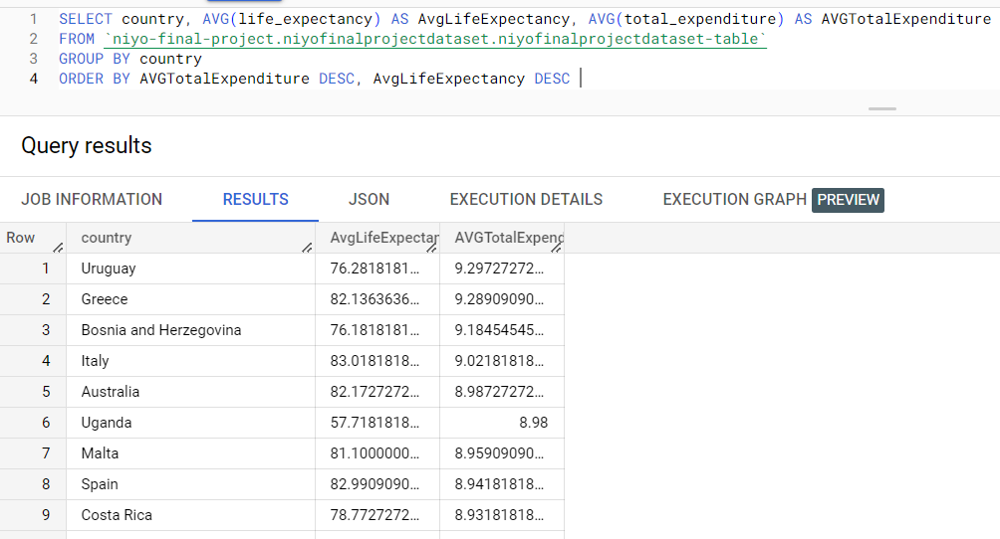 1 SELECT country, AVG(life_expectancy) AS AvgLifeExpectancy, AVG(total_expenditure) AS AVGTotalExpenditure
2 FROM `niyo-final-project.niyofinalprojectdataset.niyofinalprojectdataset-table`
3 GROUP BY country
4 ORDER BY AVGTotalExpenditure DESC, AvgLifeExpectancy DESC
Query results
JOB INFORMATION RESULTS JSON EXECUTION DETAILS EXECUTION GRAPH PREVIEW
Row country AvgLifeExpectar AVGTotalExpend
1 Uruguay 76.2818181... 9.29727272...
2 Greece 82.1363636... 9.28909090...
3 Bosnia and Herzegovina 76.1818181... 9.18454545...
4 Italy 83.0181818... 9.02181818...
5 Australia 82.1727272... 8.98727272...
6 Uganda 57.7181818... 8.98
7 Malta 81.1000000... 8.95909090...
8 Spain 82.9909090... 8.94181818...
9 Costa Rica 78.7727272... 8.93181818...